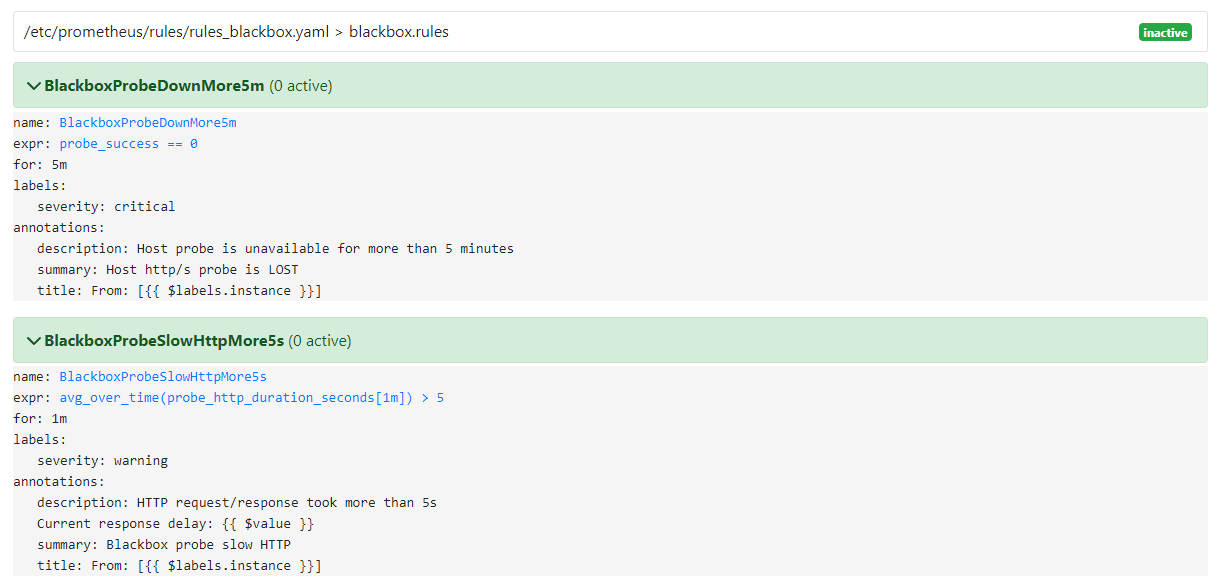 /etc/prometheus/rules/rules_blackbox.yaml > blackbox.rules inactive
BlackboxProbeDownMore5m (0 active)
name: BlackboxProbeDownMore5m
expr: probe_success == 0
for: 5m
labels:
severity: critical
annotations:
description: Host probe is unavailable for more than 5 minutes
summary: Host http/s probe is LOST
title: From: [{{ $labels.instance }}]
BlackboxProbeSlowHttpMore5s (0 active)
name: BlackboxProbeSlowHttpMore5s
expr: avg_over_time(probe_http_duration_seconds[1m]) > 5
for: 1m
labels:
severity: warning
annotations:
description: HTTP request/response took more than 5s
Current response delay: {{ $value }}
summary: Blackbox probe slow HTTP
title: From: [{{ $labels.instance }}]